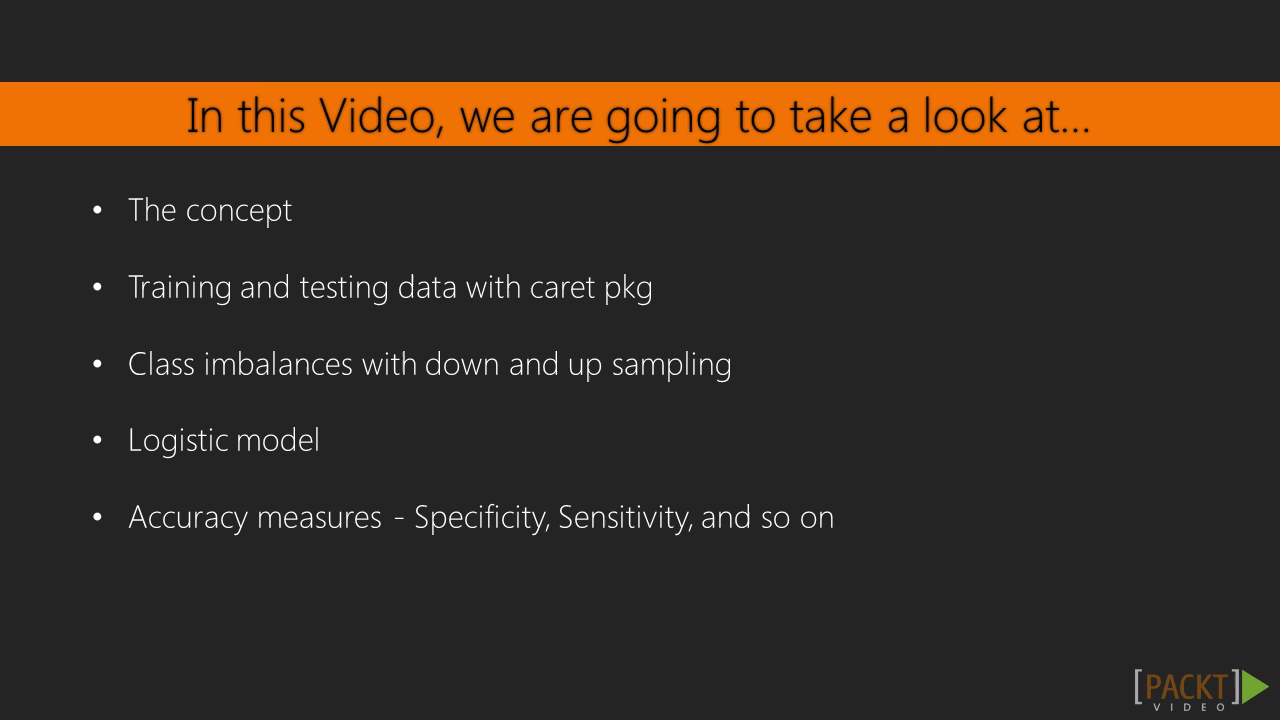 In this Video, we are going to take a look at...
• The concept
• Training and testing data with caret pkg
• Class imbalances with down and up sampling
• Logistic model
• Accuracy measures - Specificity, Sensitivity, and so on
[PACKT]
VIDEO